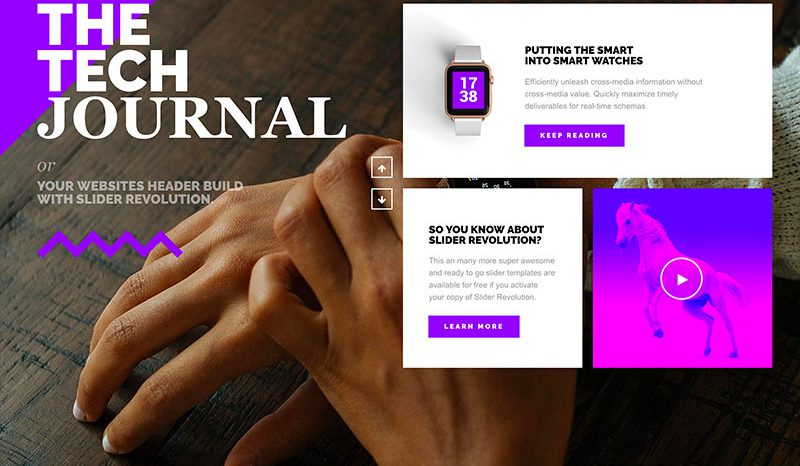 THE
TECH
JOURNAL
or
YOUR WEBSITES HEADER BUILD
WITH SLIDER REVOLUTION.
PUTTING THE SMART
INTO SMART WATCHES
17
38
Efficiently unleash cross-media information without
cross-media value. Quickly maximize timely
deliverables for real-time schemas.
KEEP READING
SO YOU KNOW ABOUT
SLIDER REVOLUTION?
This an many more super awesome
and ready to go slider templates are
available for free if you activate
your copy of Slider Revolution.
LEARN MORE